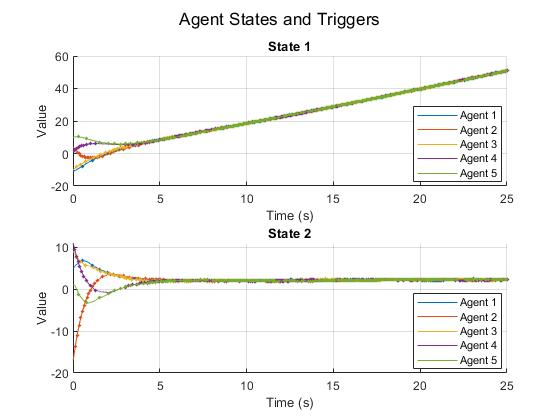 Agent States and Triggers
State 1
60
40
20
0
-20
Value
Agent 1
Agent 2
Agent 3
Agent 4
Agent 5
0 5 10 15 20 25
Time (s)
State 2
10
0
-10
-20
Value
Agent 1
Agent 2
Agent 3
Agent 4
Agent 5
0 5 10 15 20 25
Time (s)